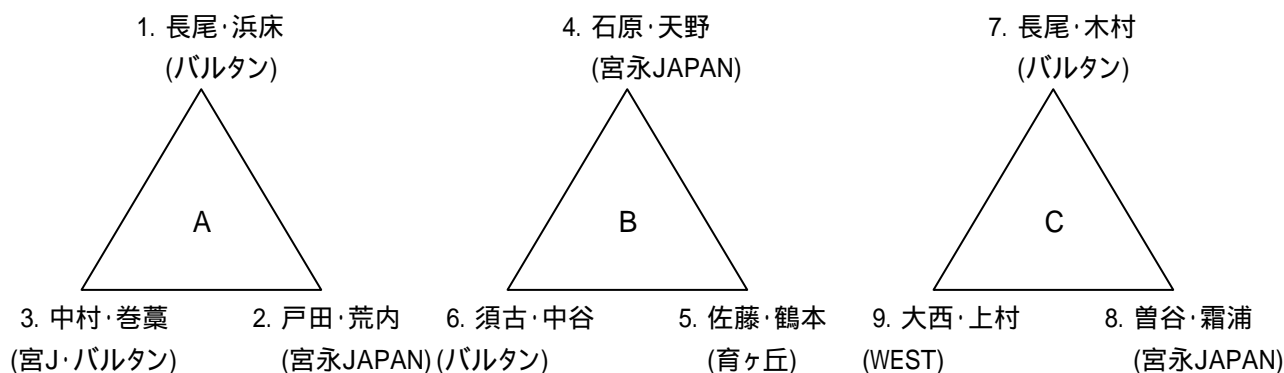 1. 長尾·浜床
(バルタン)
4. 石原·天野
(宮永JAPAN)
7. 長尾·木村
(バルタン)
A
B
C
3. 中村·巻藁
(宮J·バルタン)
2. 戸田·荒内
(宮永JAPAN)
6. 須古·中谷
(バルタン)
5. 佐藤·鶴本
(育ヶ丘)
9. 大西·上村
(WEST)
8. 曽谷·霜浦
(宮永JAPAN)